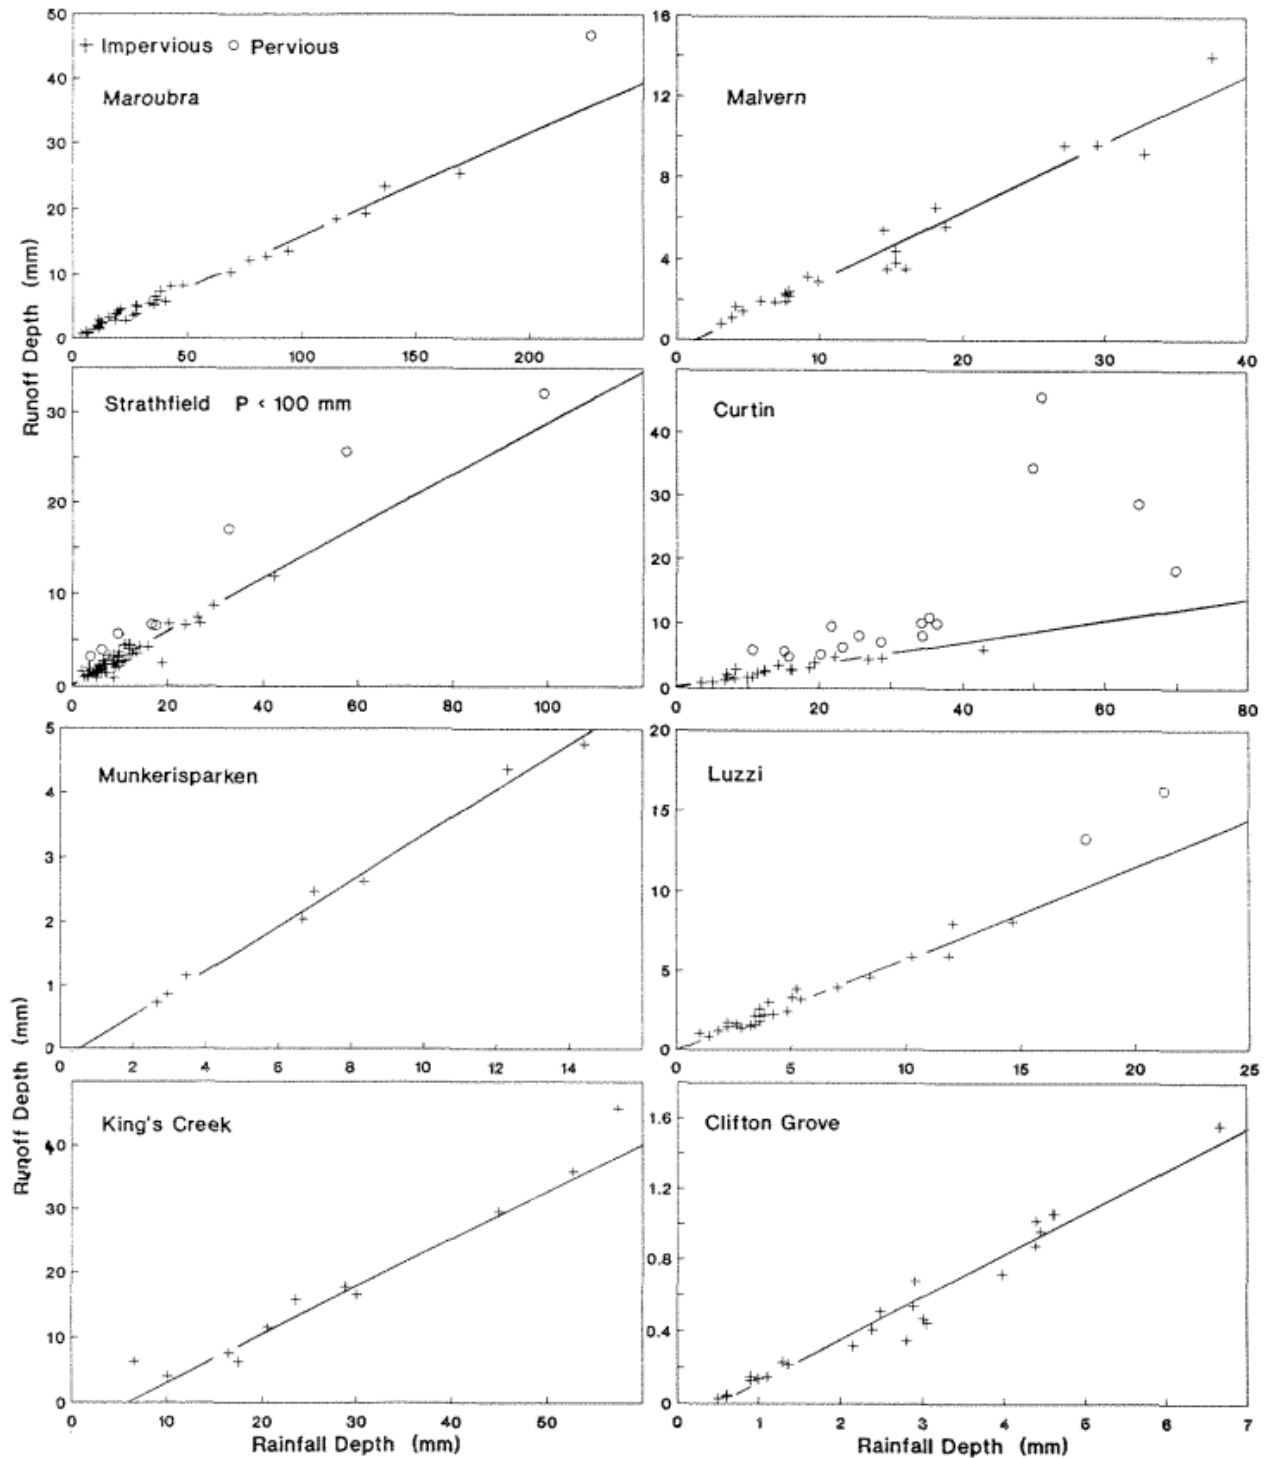 50
40
30
20
10
0
+ Impervious o Pervious
Maroubra
0 50 100 150 200
16
12
8
4
0
Malvern
0 10 20 30 40
Runoff Depth (mm)
30
20
10
0
Strathfield P < 100 mm
0 20 40 60 80 100
40
30
20
10
0
Curtin
0 20 40 60 80
5
4
3
2
1
0
Munkerisparken
0 2 4 6 8 10 12 14
20
15
10
5
0
Luzzi
0 5 10 15 20 25
Runoff Depth (mm)
40
30
20
10
0
King's Creek
0 10 20 30 40 50
Rainfall Depth (mm)
1.6
1.2
0.8
0.4
0
Clifton Grove
0 1 2 3 4 5 6 7
Rainfall Depth (mm)